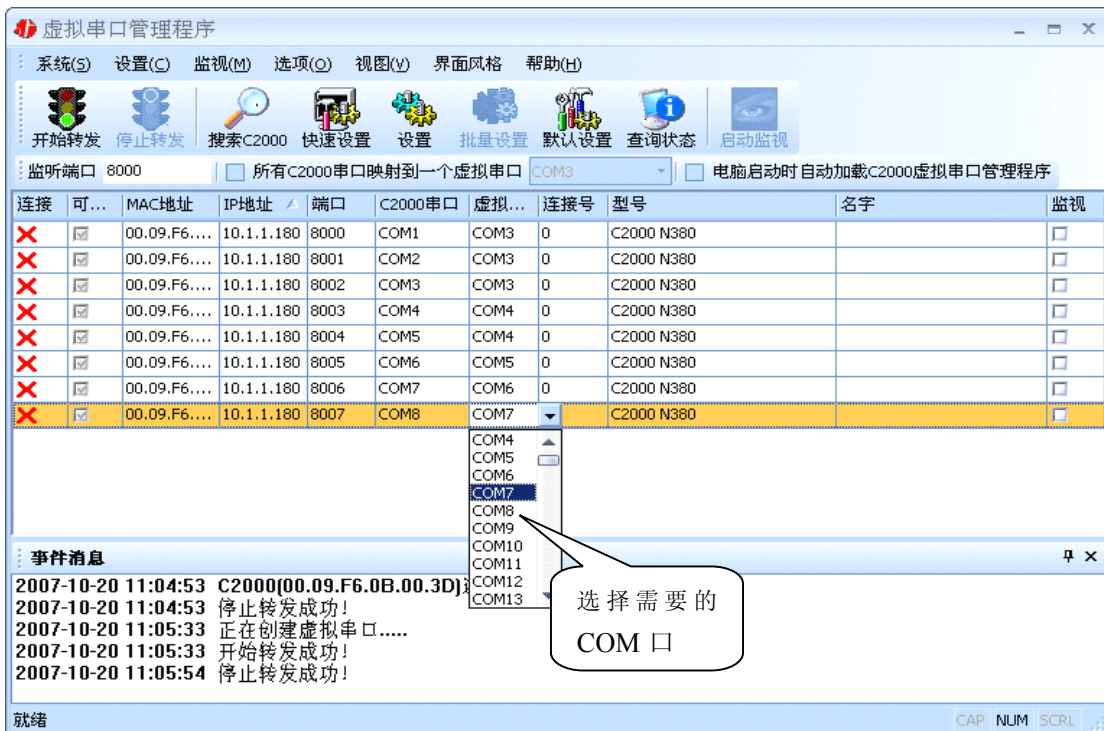 虚拟串口管理程序
系统(S) 设置(C) 监视(M) 选项(O) 视图(V) 界面风格 帮助(H)
开始转发 停止转发 搜索C2000 快速设置 设置 批量设置 默认设置 查询状态 启动监视
监听端口 8000 所有C2000串口映射到一个虚拟串口 COM3 电脑启动时自动加载C2000虚拟串口管理程序
连接 可... MAC地址 IP地址 端口 C2000串口 虚拟... 连接号 型号 名字 监视
00.09.F6.... 10.1.1.180 8000 COM1 COM3 0 C2000 N380
00.09.F6.... 10.1.1.180 8001 COM2 COM3 0 C2000 N380
00.09.F6.... 10.1.1.180 8002 COM3 COM3 0 C2000 N380
00.09.F6.... 10.1.1.180 8003 COM4 COM4 0 C2000 N380
00.09.F6.... 10.1.1.180 8004 COM5 COM4 0 C2000 N380
00.09.F6.... 10.1.1.180 8005 COM6 COM5 0 C2000 N380
00.09.F6.... 10.1.1.180 8006 COM7 COM6 0 C2000 N380
00.09.F6.... 10.1.1.180 8007 COM8 COM7 C2000 N380
COM4
COM5
COM6
COM7
COM8
COM9
COM10
COM11
COM12
COM13
选择需要的
COM 口
事件消息
2007-10-20 11:04:53 C2000(00.09.F6.0B.00.3D)
2007-10-20 11:04:53 停止转发成功!
2007-10-20 11:05:33 正在创建虚拟串口.....
2007-10-20 11:05:33 开始转发成功!
2007-10-20 11:05:54 停止转发成功!
就绪 CAP NUM SCRL